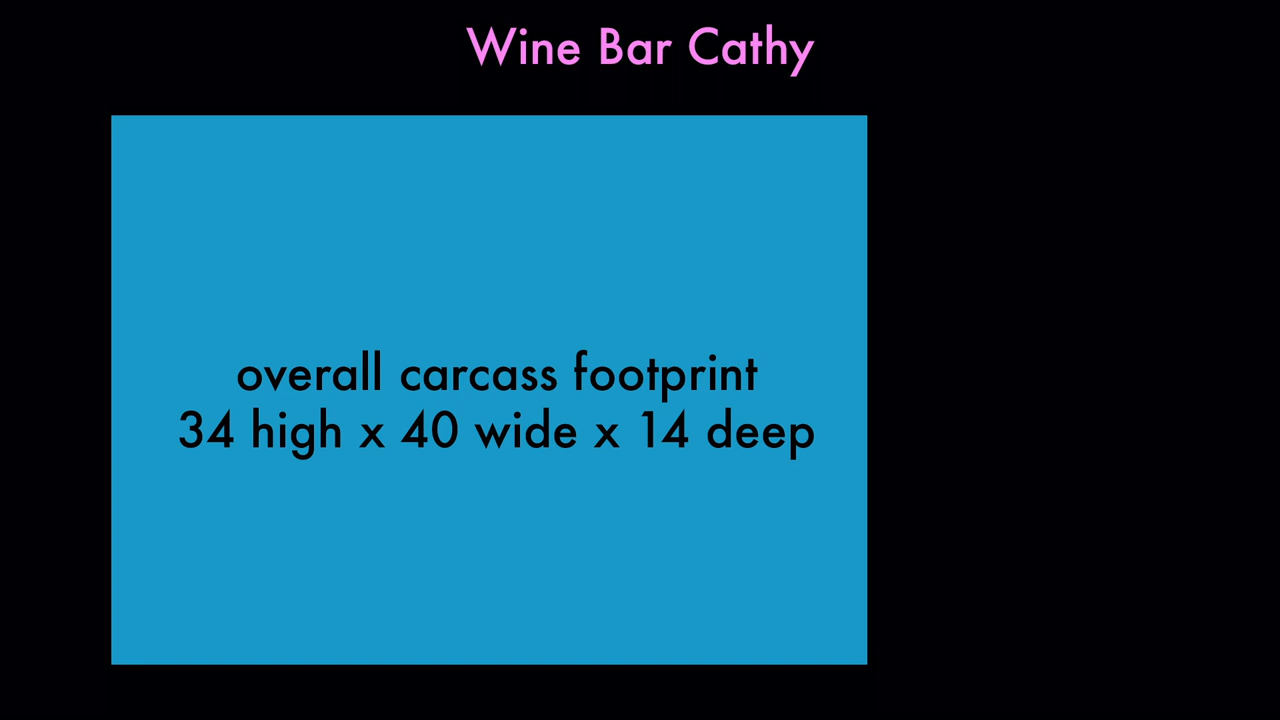 Wine Bar Cathy
overall carcass footprint
34 high x 40 wide x 14 deep